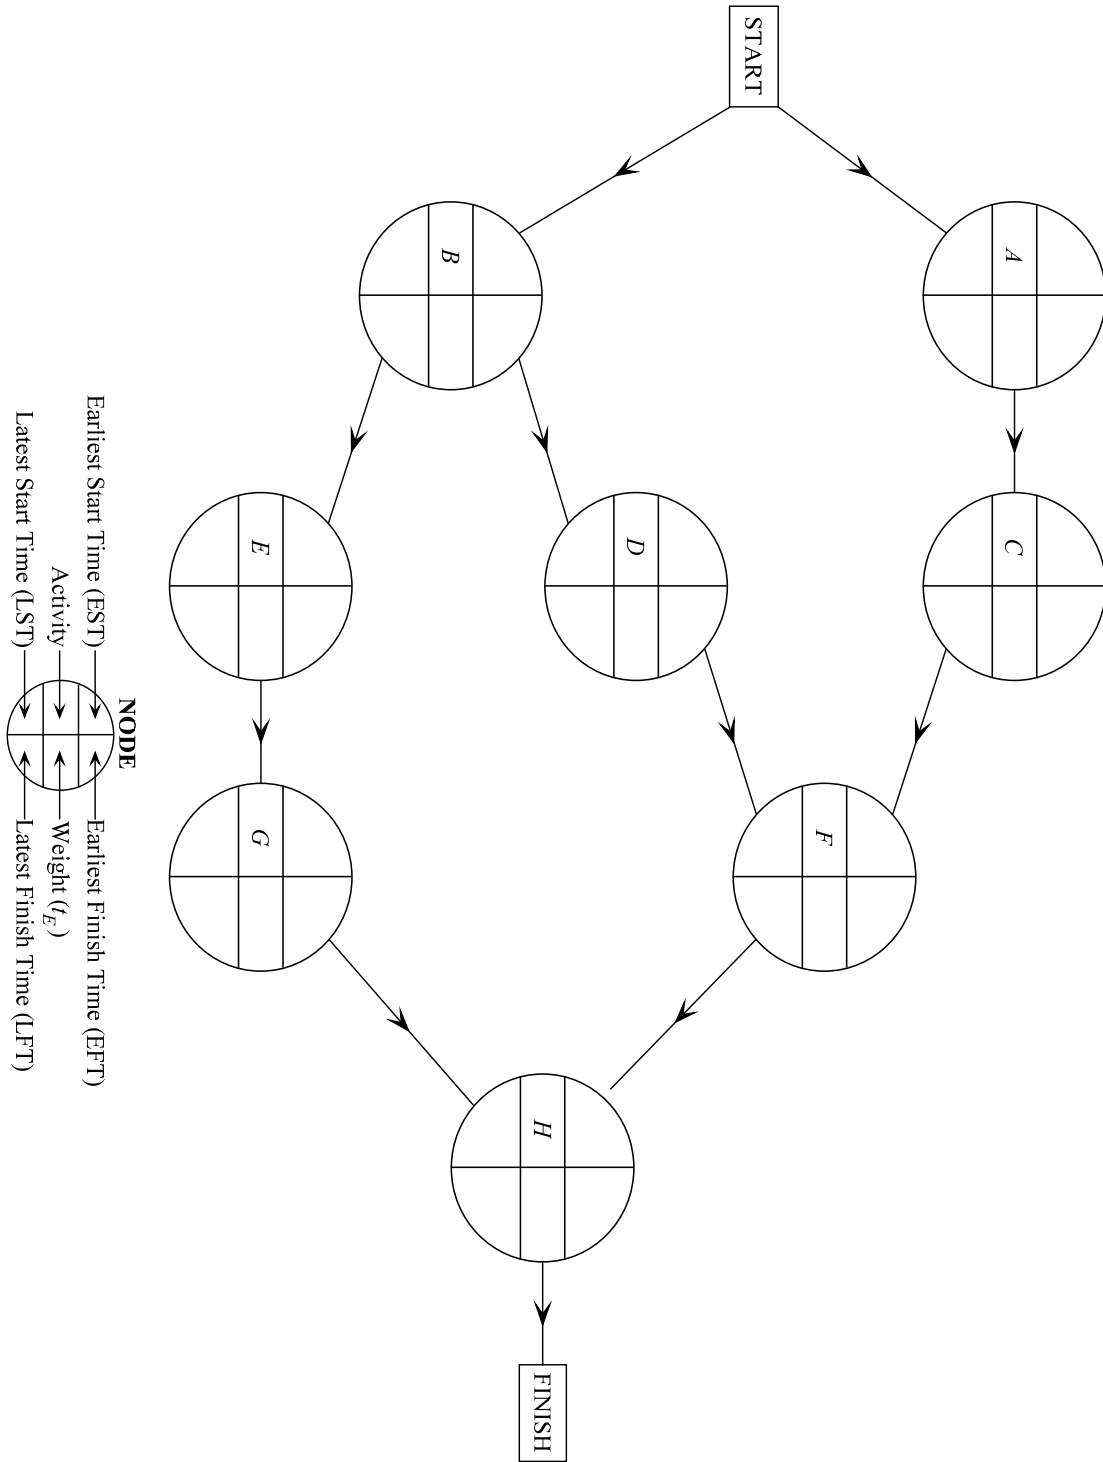 START
A
C
B
D
E
F
G
H
FINISH
NODE
Earliest Start Time (EST)
Earliest Finish Time (EFT)
Activity
Weight (t_E)
Latest Start Time (LST)
Latest Finish Time (LFT)